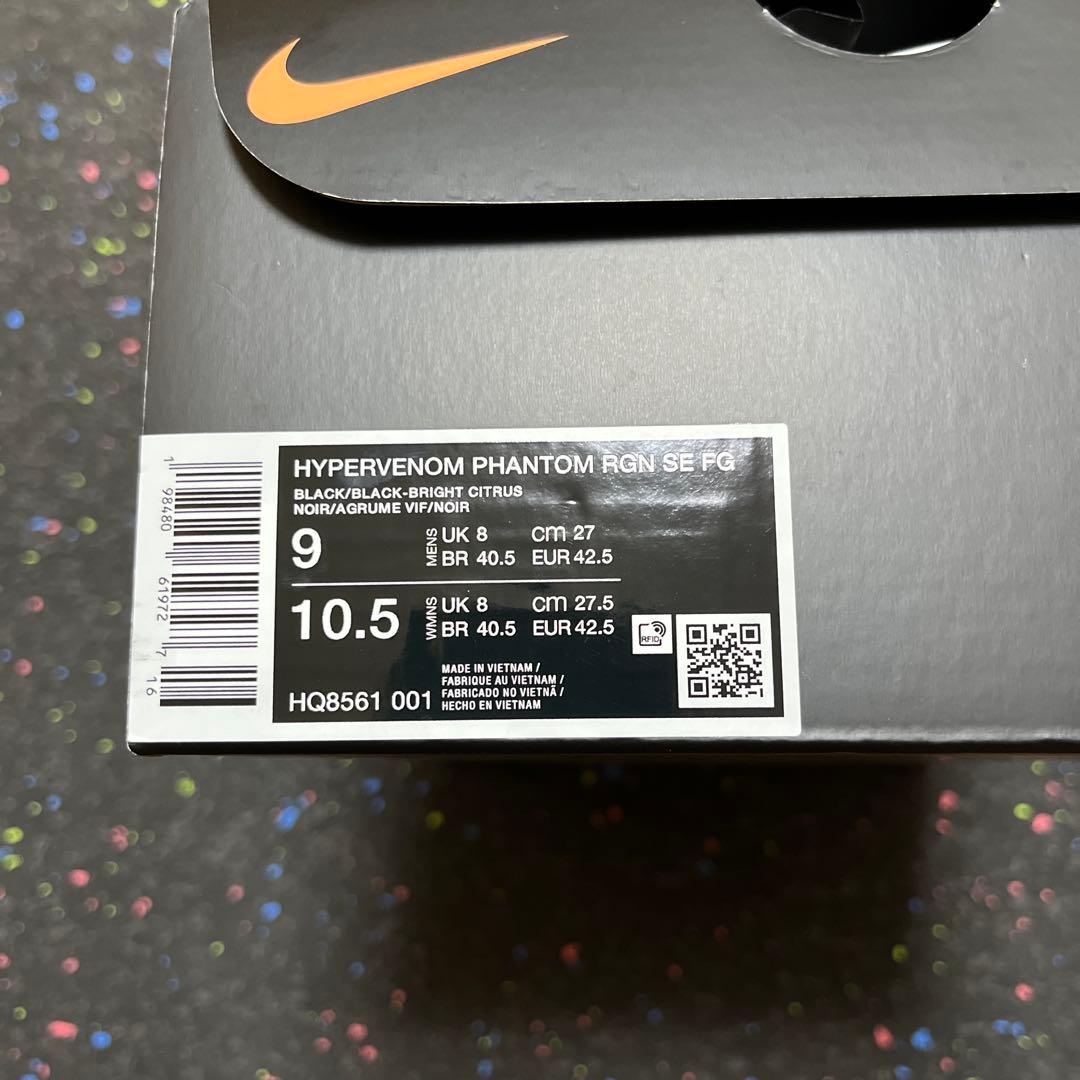 HYPERVENOM PHANTOM RGN SE FG
BLACK/BLACK-BRIGHT CITRUS
NOIR/AGRUME VIF/NOIR
9 MENS UK 8 cm 27
BR 40.5 EUR 42.5
10.5 WMNS UK 8 cm 27.5
BR 40.5 EUR 42.5
RFID
HQ8561 001
MADE IN VIETNAM /
FABRIQUE AU VIETNAM /
FABRICADO NO VIETNÃ /
HECHO EN VIETNAM
1 98480 61972 7 16